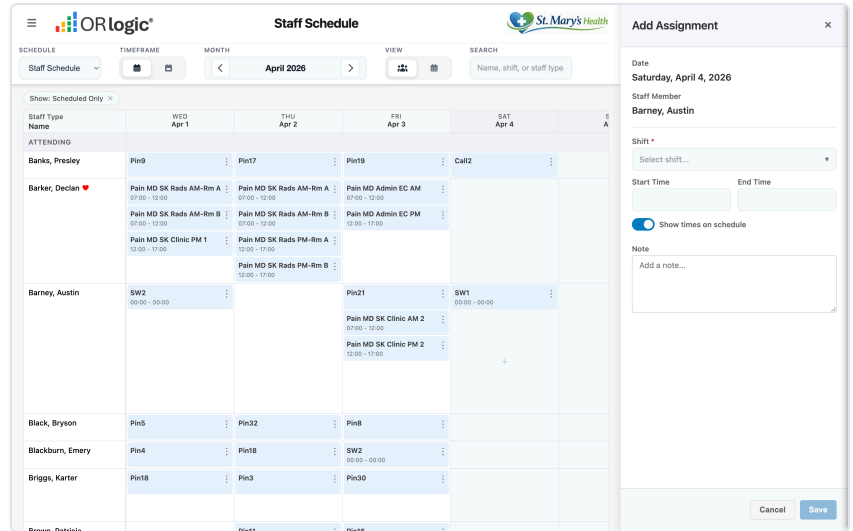 ORlogic®
Staff Schedule
St. Mary's Health
SCHEDULE
TIMEFRAME
MONTH
VIEW
SEARCH
Staff Schedule
April 2026
Name, shift, or staff type
Show: Scheduled Only ×
Staff Type
Name
WED
Apr 1
THU
Apr 2
FRI
Apr 3
SAT
Apr 4
S
A
ATTENDING
Banks, Presley
Pin9
Pin17
Pin19
Call2
Barker, Declan
Pain MD SK Rads AM-Rm A
07:00 - 12:00
Pain MD SK Rads AM-Rm B
07:00 - 12:00
Pain MD SK Clinic PM 1
12:00 - 17:00
Pain MD SK Rads AM-Rm A
07:00 - 12:00
Pain MD SK Rads AM-Rm B
07:00 - 12:00
Pain MD SK Rads PM-Rm A
12:00 - 17:00
Pain MD SK Rads PM-Rm B
12:00 - 17:00
Pain MD Admin EC AM
07:00 - 12:00
Pain MD Admin EC PM
12:00 - 17:00
Barney, Austin
SW2
00:00 - 00:00
Pin21
Pain MD SK Clinic AM 2
07:00 - 12:00
Pain MD SK Clinic PM 2
12:00 - 17:00
SW1
00:00 - 00:00
+
Black, Bryson
Pin5
Pin32
Pin8
Blackburn, Emery
Pin4
Pin18
SW2
00:00 - 00:00
Briggs, Karter
Pin18
Pin3
Pin30
Brown, Patricia
Pin11
Pin16
Add Assignment
×
Date
Saturday, April 4, 2026
Staff Member
Barney, Austin
Shift *
Select shift...
Start Time
End Time
Show times on schedule
Note
Add a note...
Cancel
Save